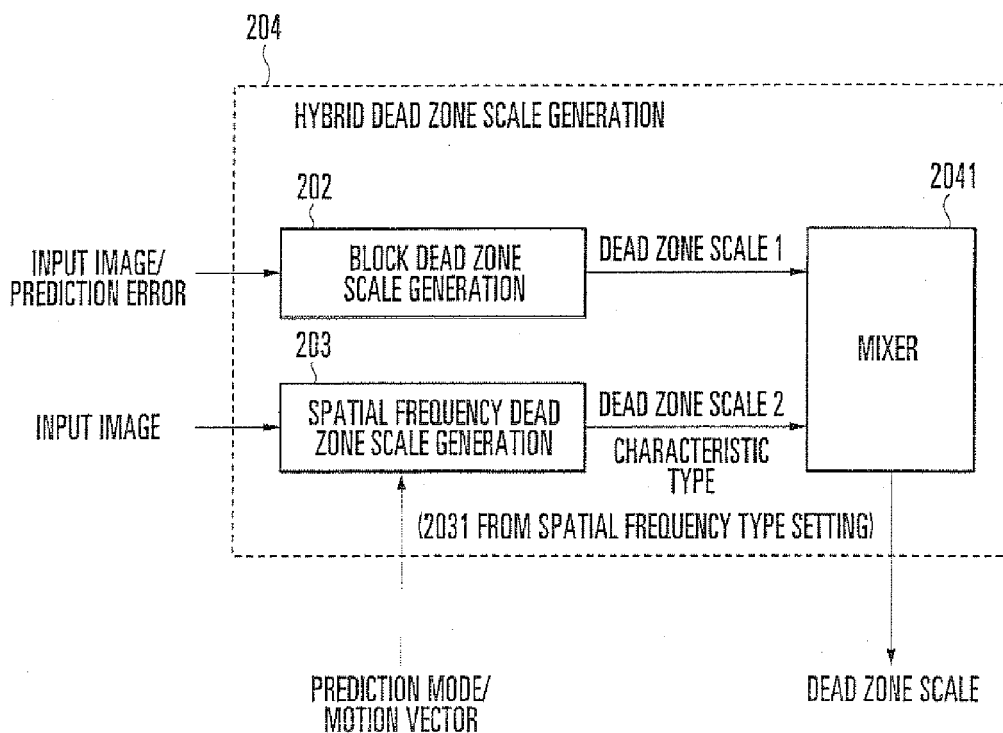 204
HYBRID DEAD ZONE SCALE GENERATION
202
2041
INPUT IMAGE/
PREDICTION ERROR
BLOCK DEAD ZONE
SCALE GENERATION
DEAD ZONE SCALE 1
MIXER
203
INPUT IMAGE
SPATIAL FREQUENCY DEAD
ZONE SCALE GENERATION
DEAD ZONE SCALE 2
CHARACTERISTIC
TYPE
(2031 FROM SPATIAL FREQUENCY TYPE SETTING)
PREDICTION MODE/
MOTION VECTOR
DEAD ZONE SCALE